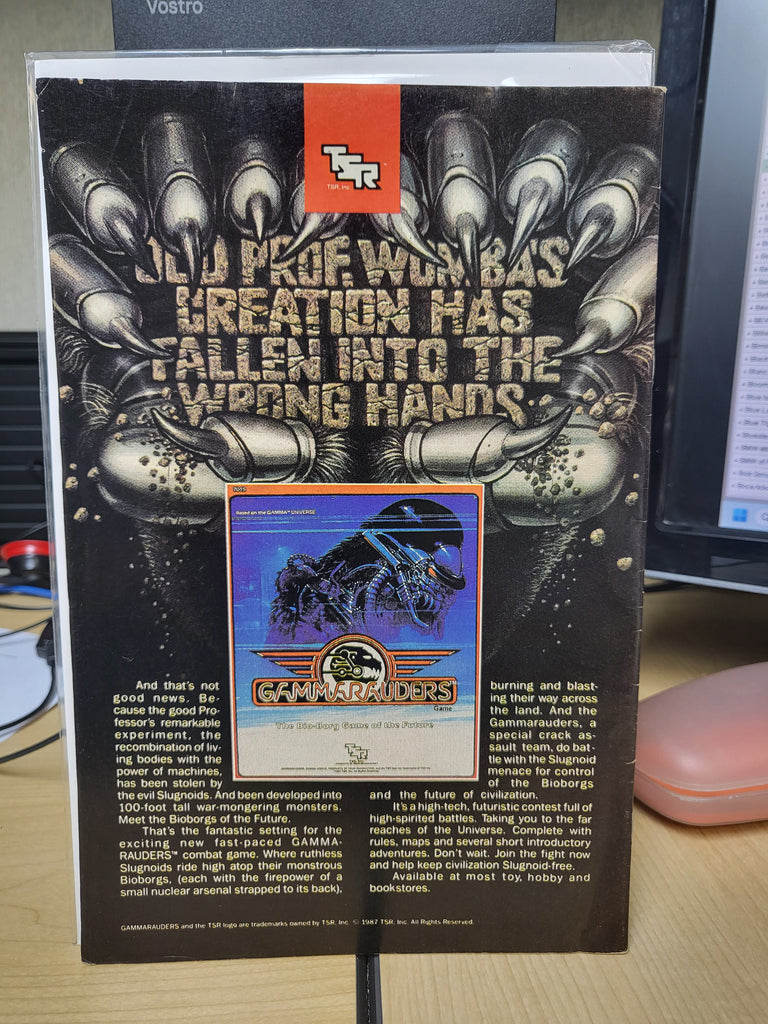 Vostro
TSR
TSR, Inc.
OLD PROF. WOMBA'S
CREATION HAS
FALLEN INTO THE
WRONG HANDS.
Based on the GAMMA™ UNIVERSE
GAMMARAUDERS™
Game
The Bio-Borg Game of the Future
TSR
And that's not
good news. Be-
cause the good Pro-
fessor's remarkable
experiment, the
recombination of liv-
ing bodies with the
power of machines,
has been stolen by
the evil Slugnoids. And been developed into
100-foot tall war-mongering monsters.
Meet the Bioborgs of the Future.
That's the fantastic setting for the
exciting new fast-paced GAMMA-
RAUDERS™ combat game. Where ruthless
Slugnoids ride high atop their monstrous
Bioborgs, (each with the firepower of a
small nuclear arsenal strapped to its back),
burning and blast-
ing their way across
the land. And the
Gammarauders, a
special crack as-
sault team, do bat-
tle with the Slugnoid
menace for control
of the Bioborgs
and the future of civilization.
It's a high-tech, futuristic contest full of
high-spirited battles. Taking you to the far
reaches of the Universe. Complete with
rules, maps and several short introductory
adventures. Don't wait. Join the fight now
and help keep civilization Slugnoid-free.
Available at most toy, hobby and
bookstores.
GAMMARAUDERS and the TSR logo are trademarks owned by TSR, Inc. © 1987 TSR, Inc. All Rights Reserved.